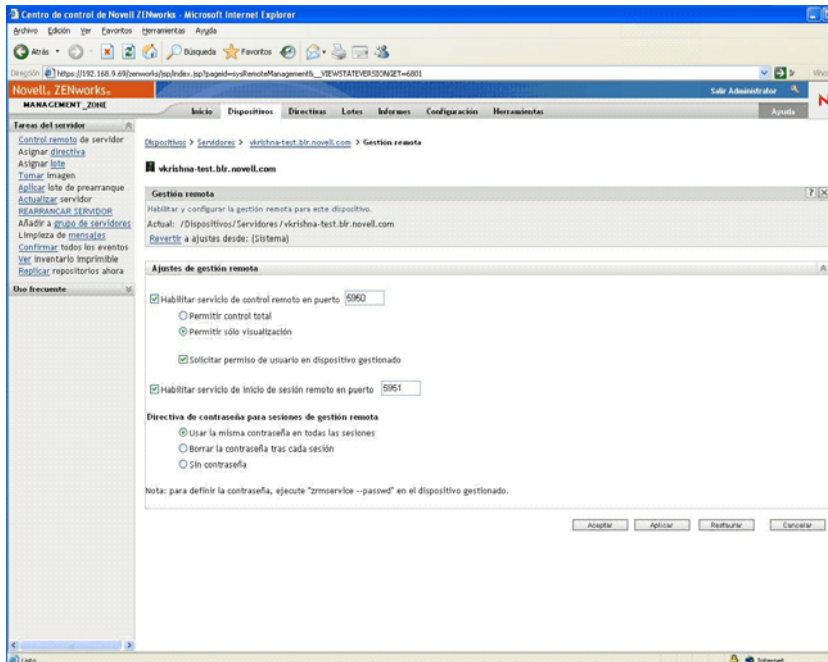 Centro de control de Novell ZENworks - Microsoft Internet Explorer
Archivo Edición Ver Favoritos Herramientas Ayuda
Atrás Búsqueda Favoritos
Dirección https://192.168.9.69/zenworks/jsp/index.jsp?pageid=sysRemoteManagement&__VIEWSTATEVERSIONGET=6801 Ir
Novell® ZENworks® Salir Administrator
MANAGEMENT_ZONE
Inicio Dispositivos Directivas Lotes Informes Configuración Herramientas Ayuda
N
Tareas del servidor
Control remoto de servidor
Asignar directiva
Asignar lote
Tomar imagen
Aplicar lote de prearranque
Actualizar servidor
REARRANCAR SERVIDOR
Añadir a grupo de servidores
Limpieza de mensajes
Confirmar todos los eventos
Ver inventario imprimible
Replicar repositorios ahora
Uso frecuente
Dispositivos > Servidores > vkrishna-test.blr.novell.com > Gestión remota
vkrishna-test.blr.novell.com
Gestión remota
Habilitar y configurar la gestión remota para este dispositivo.
Actual: /Dispositivos/Servidores/vkrishna-test.blr.novell.com
Revertir a ajustes desde: (Sistema)
Ajustes de gestión remota
Habilitar servicio de control remoto en puerto 5950
Permitir control total
Permitir sólo visualización
Solicitar permiso de usuario en dispositivo gestionado
Habilitar servicio de inicio de sesión remoto en puerto 5951
Directiva de contraseña para sesiones de gestión remota
Usar la misma contraseña en todas las sesiones
Borrar la contraseña tras cada sesión
Sin contraseña
Nota: para definir la contraseña, ejecute "zrmservice --passwd" en el dispositivo gestionado.
Aceptar Aplicar Restaurar Cancelar
Listo Internet